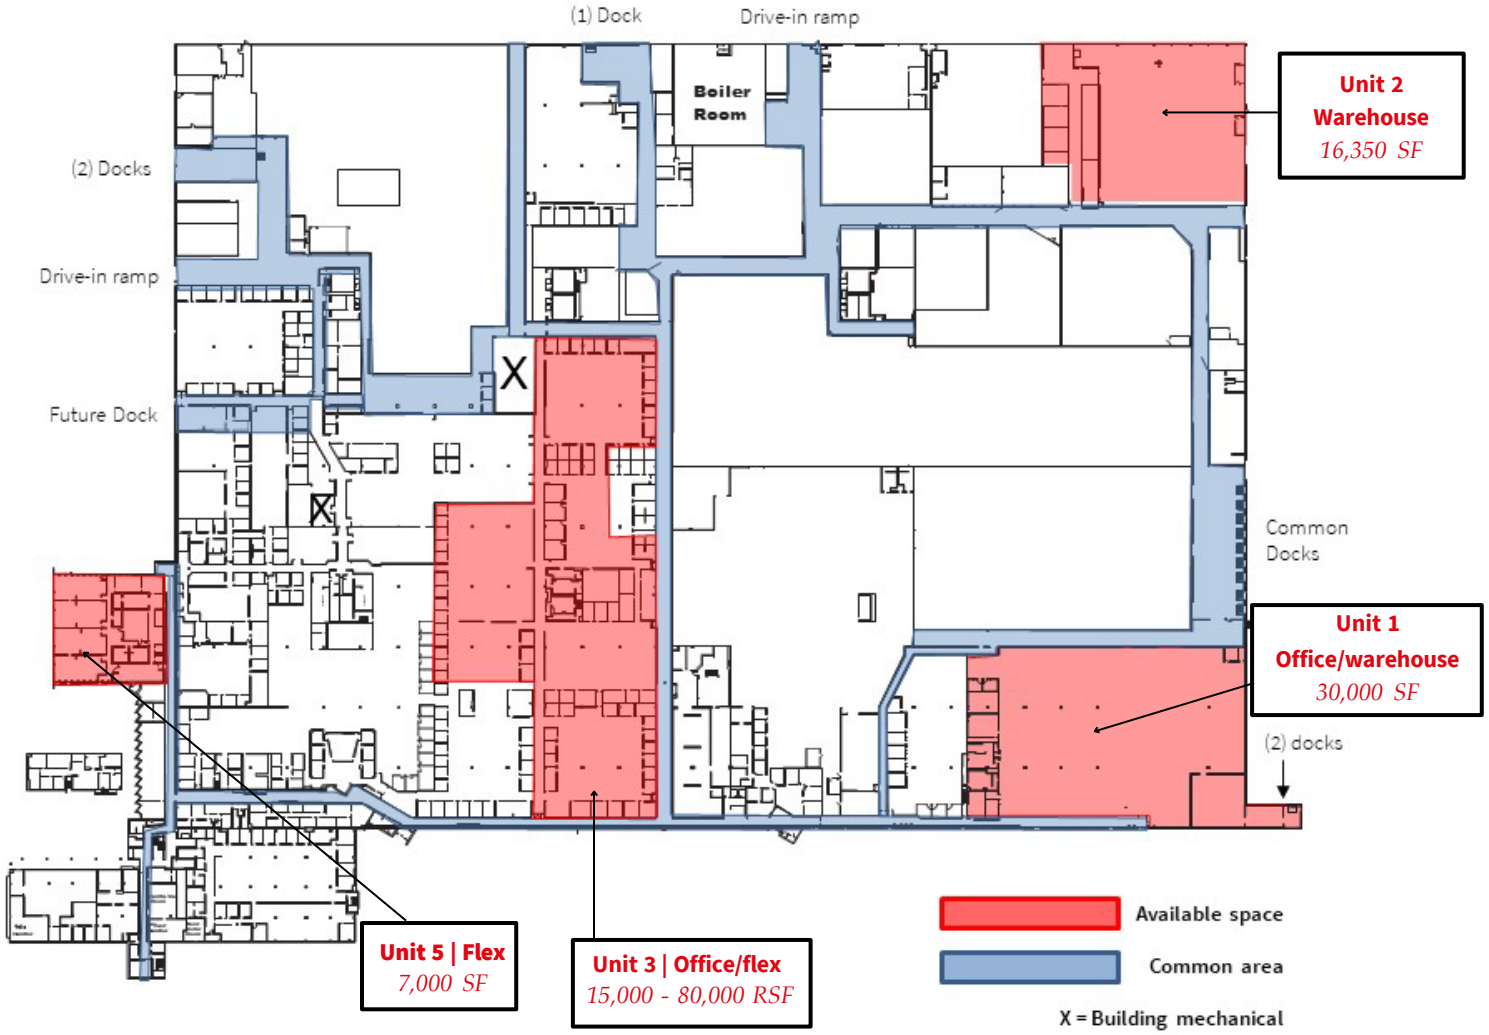 (1) Dock
Drive-in ramp
Boiler
Room
Unit 2
Warehouse
16,350 SF
(2) Docks
Drive-in ramp
X
Future Dock
X
Common
Docks
Unit 1
Office/warehouse
30,000 SF
(2) docks
Unit 5 | Flex
7,000 SF
Unit 3 | Office/flex
15,000 - 80,000 RSF
Available space
Common area
X = Building mechanical